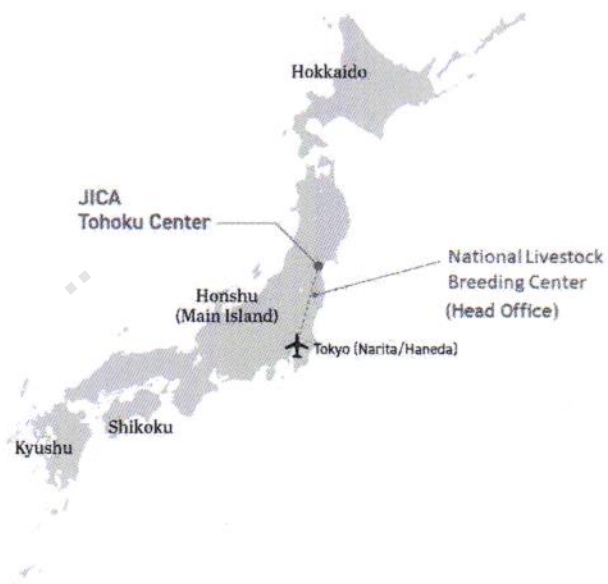 Hokkaido
JICA
Tohoku Center
National Livestock
Breeding Center
(Head Office)
Honshu
(Main Island)
Tokyo (Narita/Haneda)
Shikoku
Kyushu